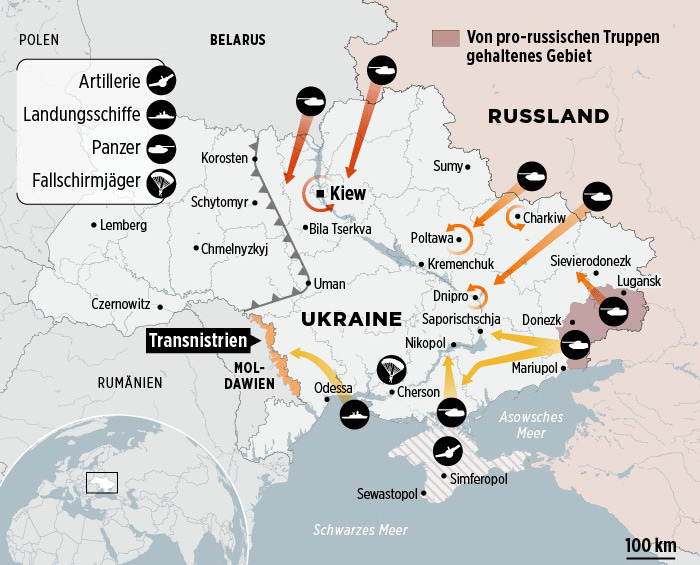 POLEN
BELARUS
Von pro-russischen Truppen
gehaltenes Gebiet
Artillerie
Landungsschiffe
Panzer
Fallschirmjäger
RUSSLAND
Korosten
Sumy
Schytomyr
Kiew
Charkiw
Lemberg
Bila Tserkva
Poltawa
Chmelnyzkyj
Kremenchuk
Sievierodonezk
Uman
Lugansk
Czernowitz
Dnipro
UKRAINE
Saporischschja
Donezk
Transnistrien
Nikopol
MOL-
DAWIEN
Mariupol
RUMÄNIEN
Odessa
Cherson
Asowsches
Meer
Simferopol
Sewastopol
Schwarzes Meer
100 km